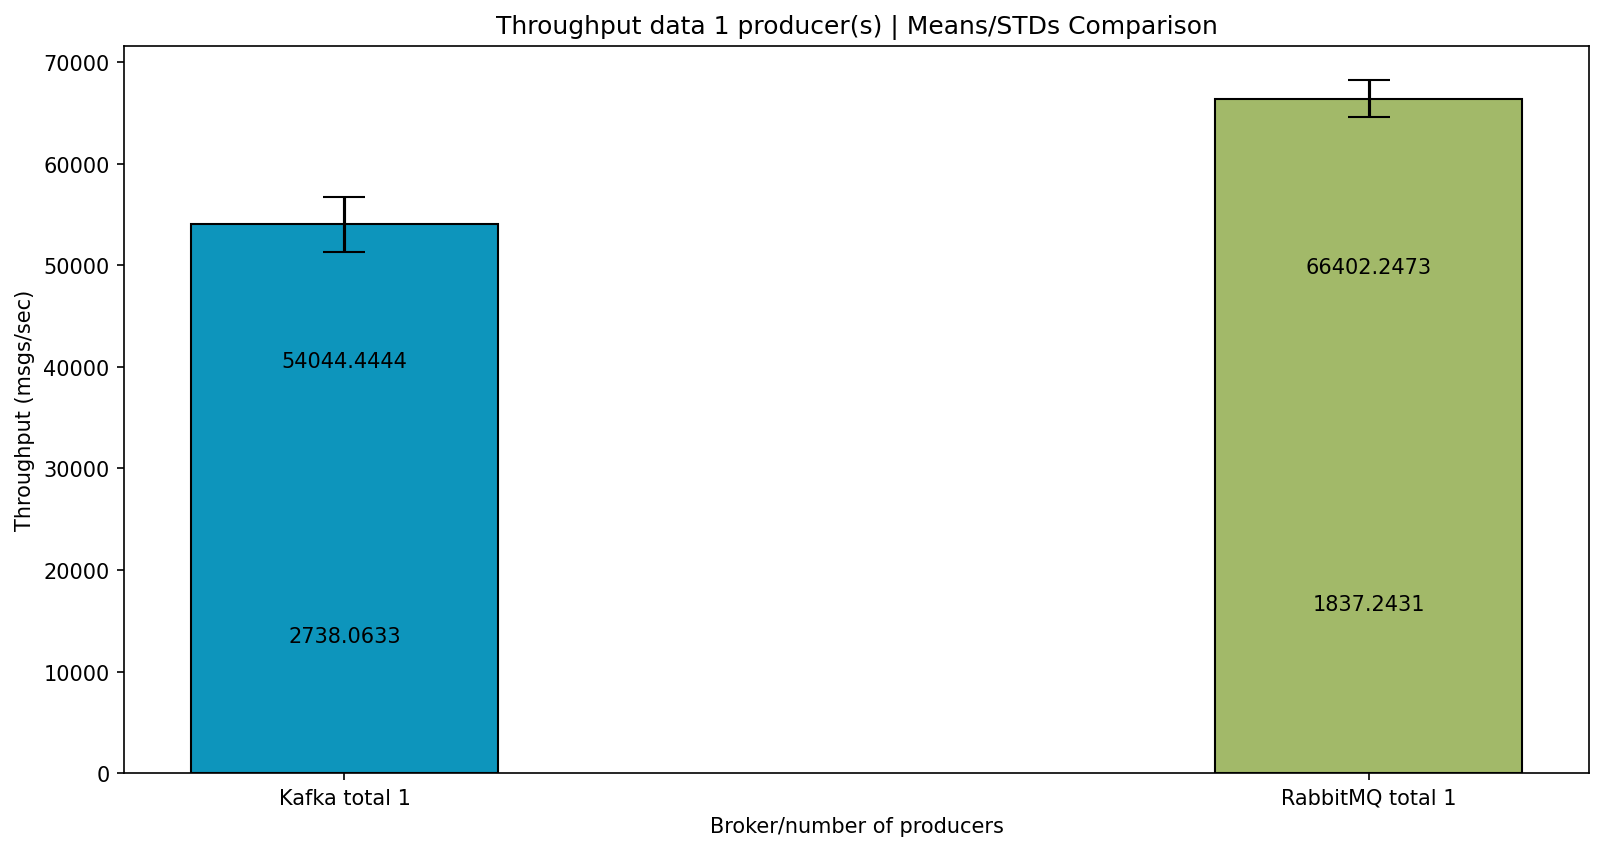 Throughput data 1 producer(s) | Means/STDs Comparison
Throughput (msgs/sec)
70000
60000
50000
40000
30000
20000
10000
0
54044.4444
2738.0633
66402.2473
1837.2431
Kafka total 1
RabbitMQ total 1
Broker/number of producers